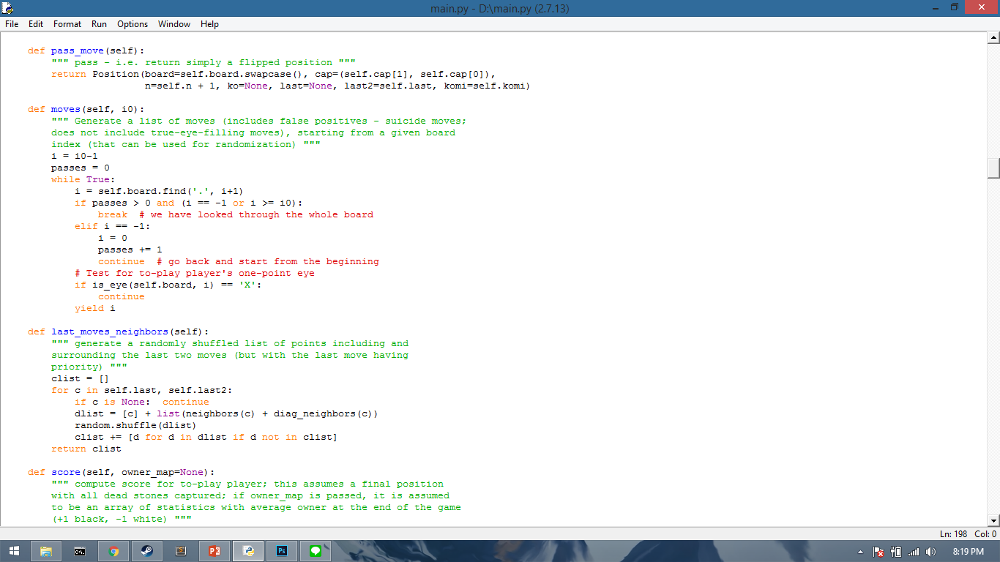 main.py - D:\main.py (2.7.13)
File Edit Format Run Options Window Help
    def pass_move(self):
        """ pass - i.e. return simply a flipped position """
        return Position(board=self.board.swapcase(), cap=(self.cap[1], self.cap[0]),
                        n=self.n + 1, ko=None, last=None, last2=self.last, komi=self.komi)
    def moves(self, i0):
        """ Generate a list of moves (includes false positives - suicide moves;
        does not include true-eye-filling moves), starting from a given board
        index (that can be used for randomization) """
        i = i0-1
        passes = 0
        while True:
            i = self.board.find('.', i+1)
            if passes > 0 and (i == -1 or i >= i0):
                break  # we have looked through the whole board
            elif i == -1:
                i = 0
                passes += 1
                continue  # go back and start from the beginning
            # Test for to-play player's one-point eye
            if is_eye(self.board, i) == 'X':
                continue
            yield i
    def last_moves_neighbors(self):
        """ generate a randomly shuffled list of points including and
        surrounding the last two moves (but with the last move having
        priority) """
        clist = []
        for c in self.last, self.last2:
            if c is None:  continue
            dlist = [c] + list(neighbors(c) + diag_neighbors(c))
            random.shuffle(dlist)
            clist += [d for d in dlist if d not in clist]
        return clist
    def score(self, owner_map=None):
        """ compute score for to-play player; this assumes a final position
        with all dead stones captured; if owner_map is passed, it is assumed
        to be an array of statistics with average owner at the end of the game
        (+1 black, -1 white) """
Ln: 198 Col: 0
C:\.
P3
Ps
8:19 PM